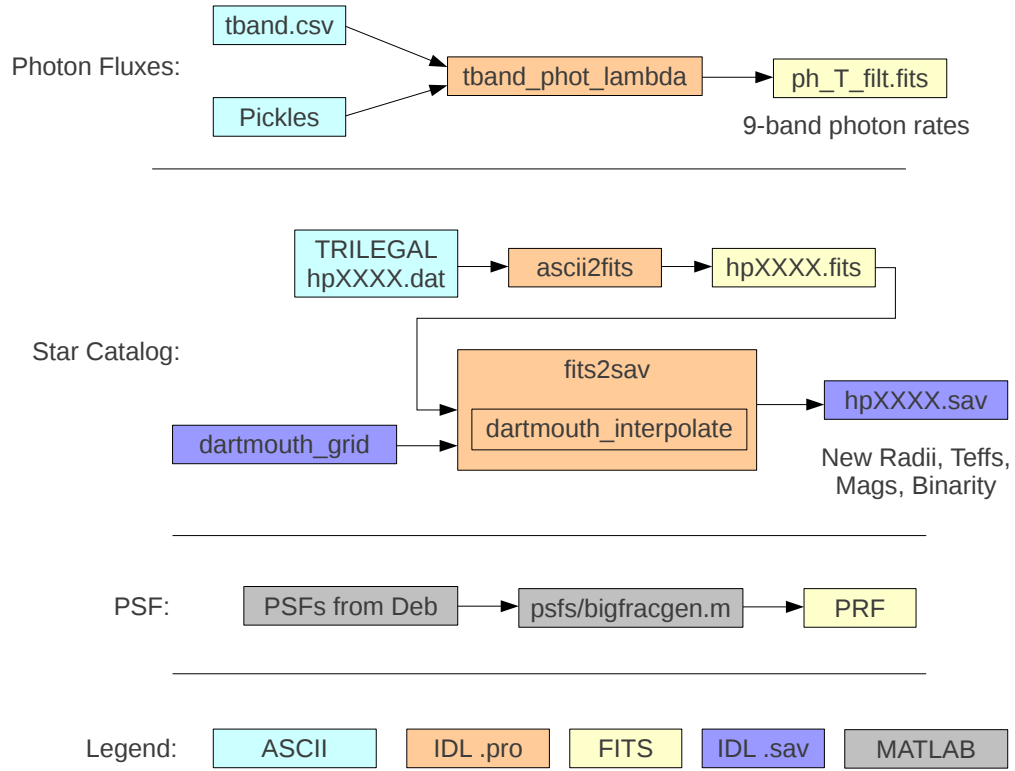 Photon Fluxes:
tband.csv
Pickles
tband_phot_lambda
ph_T_filt.fits
9-band photon rates
Star Catalog:
TRILEGAL
hpXXXX.dat
ascii2fits
hpXXXX.fits
dartmouth_grid
fits2sav
dartmouth_interpolate
hpXXXX.sav
New Radii, Teffs,
Mags, Binarity
PSF:
PSFs from Deb
psfs/bigfracgen.m
PRF
Legend:
ASCII
IDL .pro
FITS
IDL .sav
MATLAB